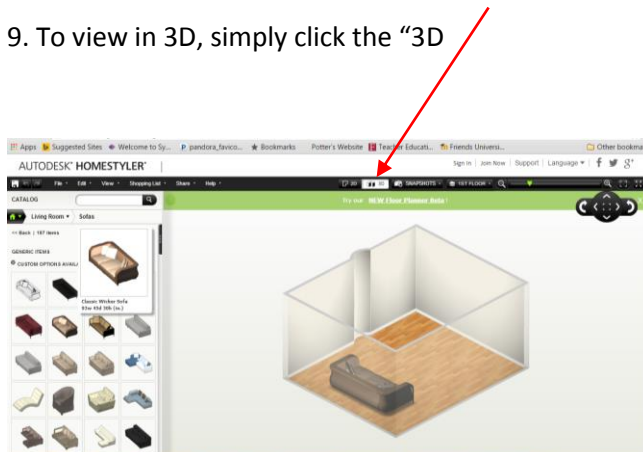 9. To view in 3D, simply click the “3D
Apps Suggested Sites Welcome to Sy... pandora_favico... Bookmarks Potter's Website Teacher Educati... Friends Universi... Other bookma
AUTODESK® HOMESTYLER® Sign In Join Now Support Language
File Edit View Shopping List Share Help 2D 3D SNAPSHOTS 1ST FLOOR
CATALOG
Try our NEW Floor Planner Beta!
Living Room Sofas
<< Back | 107 items
GENERIC ITEMS
CUSTOM OPTIONS AVAILA
Classic Wicker Sofa